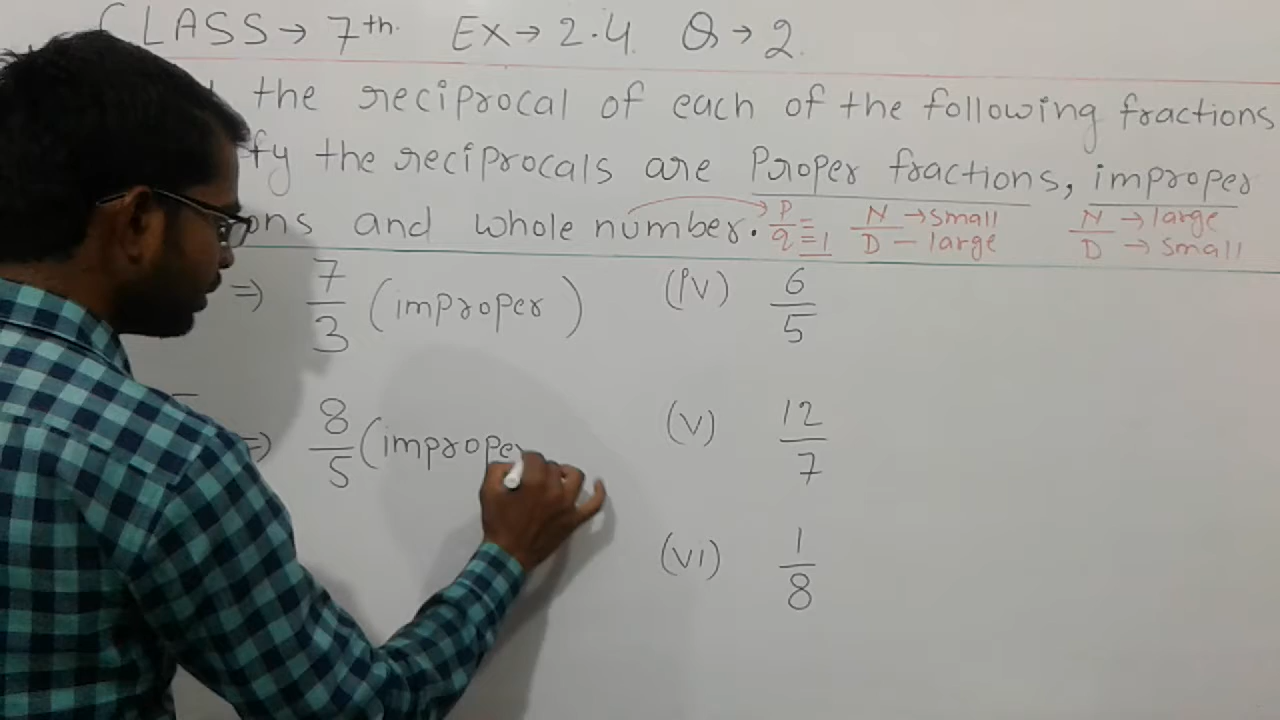 CLASS → 7th. Ex → 2.4 Q → 2.
the reciprocal of each of the following fractions
the reciprocals are Proper fractions, improper
and whole number. P/q = 1 N → small N → large
D – large D → small
⇒ 7/3 (improper) (iv) 6/5
⇒ 8/5 (improper (v) 12/7
(vi) 1/8